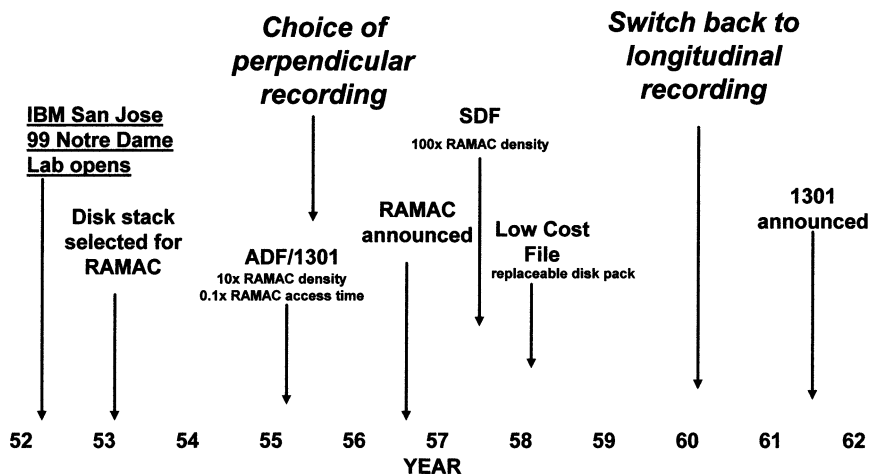 Choice of
perpendicular
recording
Switch back to
longitudinal
recording
IBM San Jose
99 Notre Dame
Lab opens
SDF
100x RAMAC density
Disk stack
selected for
RAMAC
ADF/1301
10x RAMAC density
0.1x RAMAC access time
RAMAC
announced
Low Cost
File
replaceable disk pack
1301
announced
52 53 54 55 56 57 58 59 60 61 62
YEAR